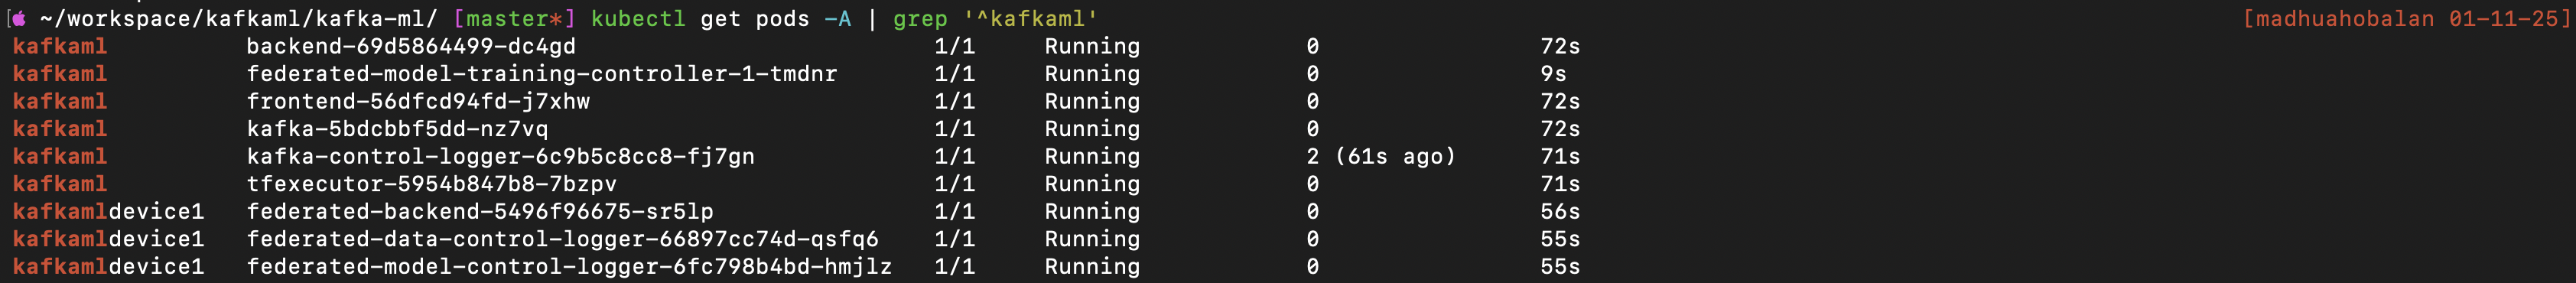 [ ~/workspace/kafkaml/kafka-ml/ [master*] kubectl get pods -A | grep '^kafkaml' [madhuahobalan 01-11-25]
kafkaml backend-69d5864499-dc4gd 1/1 Running 0 72s
kafkaml federated-model-training-controller-1-tmdnr 1/1 Running 0 9s
kafkaml frontend-56dfcd94fd-j7xhw 1/1 Running 0 72s
kafkaml kafka-5bdcbbf5dd-nz7vq 1/1 Running 0 72s
kafkaml kafka-control-logger-6c9b5c8cc8-fj7gn 1/1 Running 2 (61s ago) 71s
kafkaml tfexecutor-5954b847b8-7bzpv 1/1 Running 0 71s
kafkamldevice1 federated-backend-5496f96675-sr5lp 1/1 Running 0 56s
kafkamldevice1 federated-data-control-logger-66897cc74d-qsfq6 1/1 Running 0 55s
kafkamldevice1 federated-model-control-logger-6fc798b4bd-hmjlz 1/1 Running 0 55s